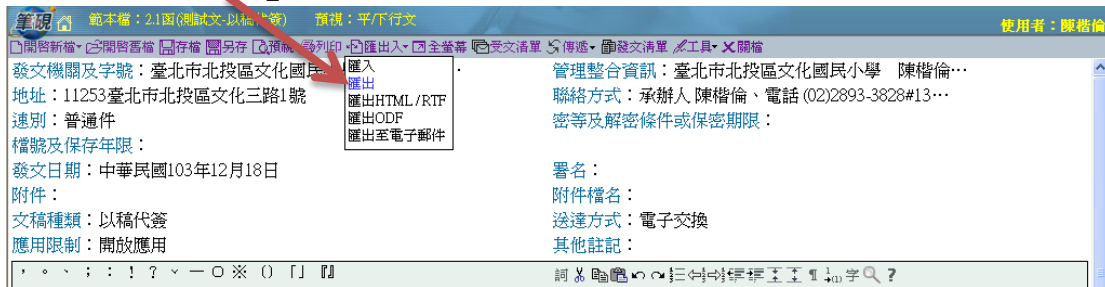 筆硯 範本檔：2.1函(測試文-以稿代簽) 預視：平/下行文
使用者：陳楷倫
開啓新檔 開啓舊檔 存檔 另存 預視 列印 匯出入 全螢幕 受文清單 傳遞 發文清單 工具 關檔
發文機關及字號：臺北市北投區文化國民
管理整合資訊：臺北市北投區文化國民小學 陳楷倫…
匯入
匯出
匯出HTML/RTF
匯出ODF
匯出至電子郵件
地址：11253臺北市北投區文化三路1號
聯絡方式：承辦人 陳楷倫、電話 (02)2893-3828#13…
速別：普通件
密等及解密條件或保密期限：
檔號及保存年限：
發文日期：中華民國103年12月18日
署名：
附件：
附件檔名：
文稿種類：以稿代簽
送達方式：電子交換
應用限制：開放應用
其他註記：
，。、；：！？ˇ—○※（）「」『』
詞 字 ?